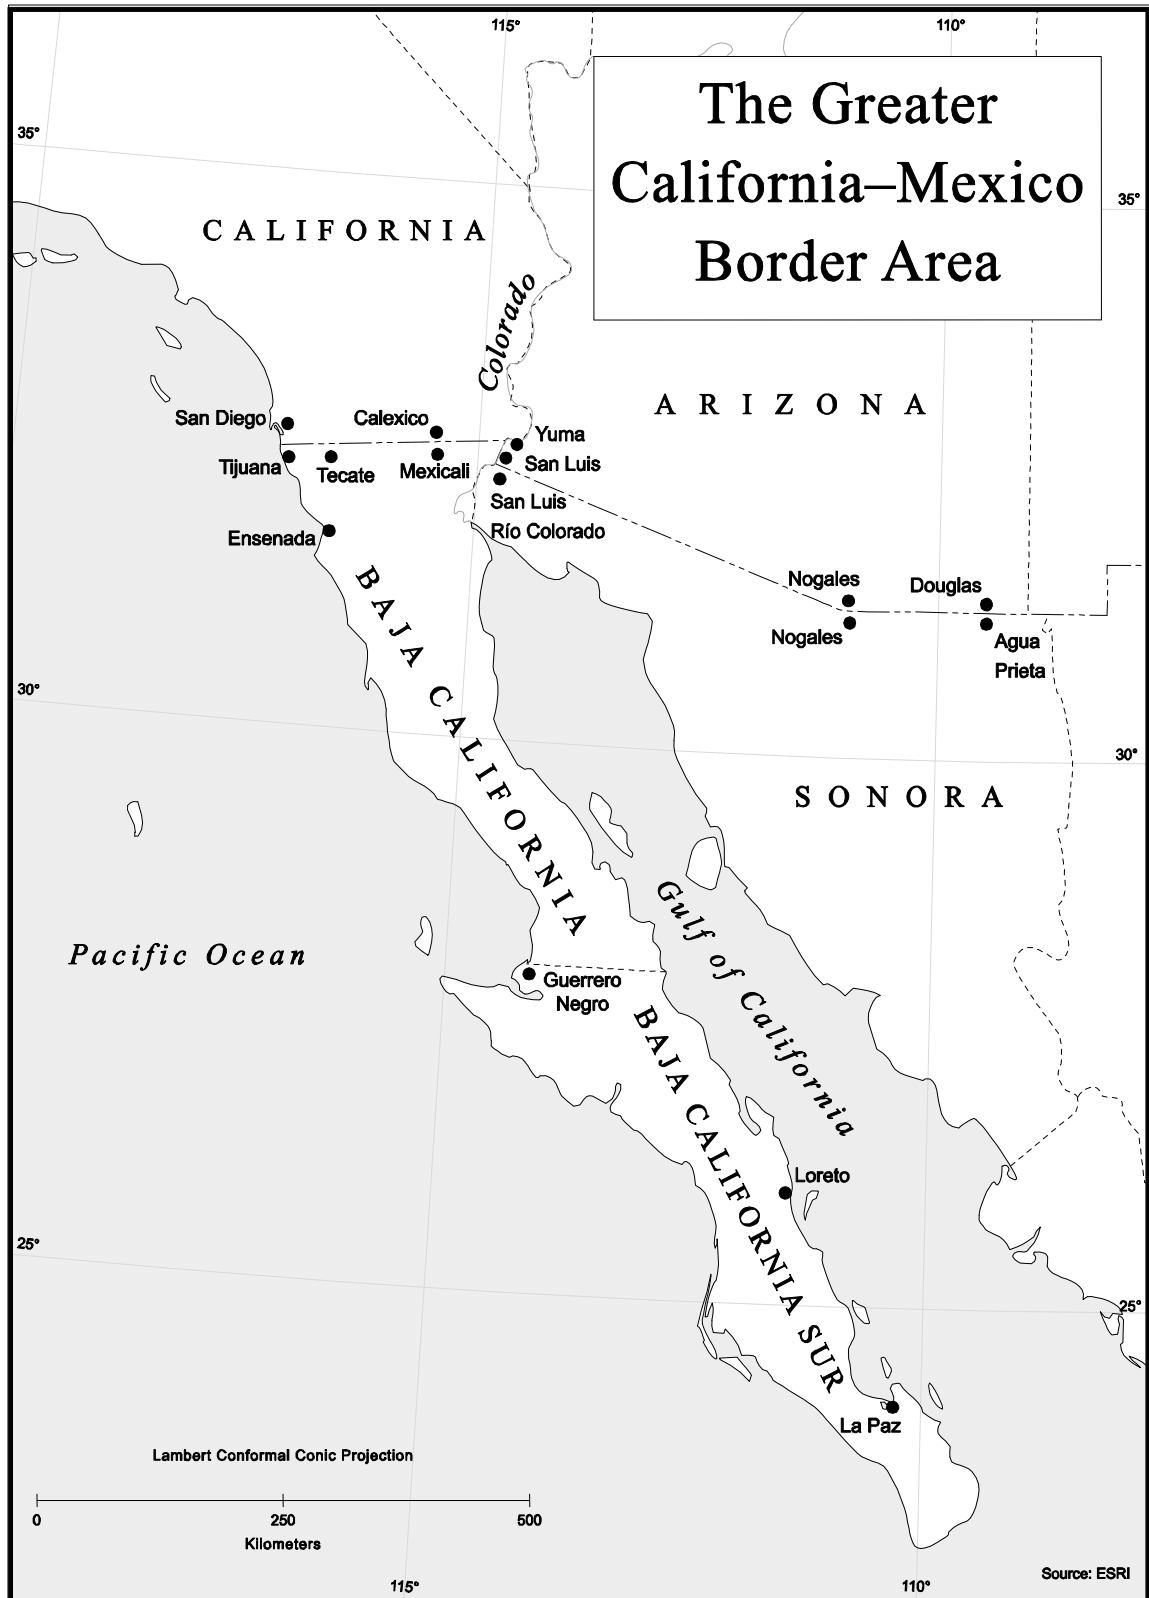 115°
110°
The Greater
California–Mexico
Border Area
35°
35°
CALIFORNIA
Colorado
ARIZONA
San Diego
Calexico
Yuma
Tijuana
Tecate
Mexicali
San Luis
San Luis
Río Colorado
Ensenada
Nogales
Douglas
Nogales
Agua
Prieta
BAJA CALIFORNIA
30°
30°
SONORA
Gulf of California
Pacific Ocean
Guerrero
Negro
BAJA CALIFORNIA SUR
Loreto
25°
25°
La Paz
Lambert Conformal Conic Projection
0 250 500
Kilometers
Source: ESRI
115°
110°